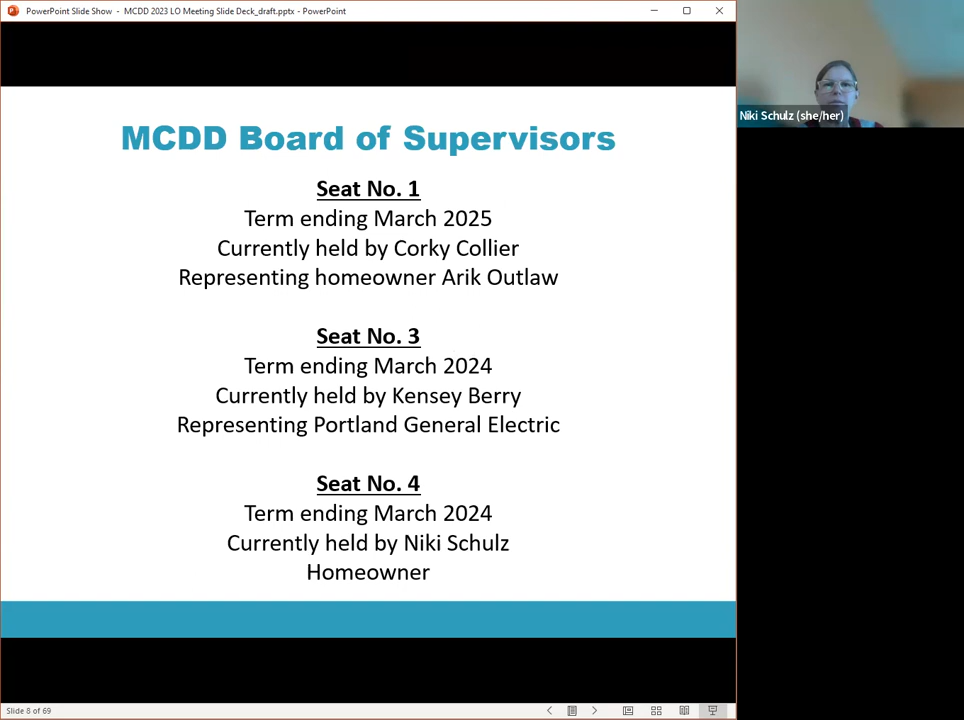 PowerPoint Slide Show - MCDD 2023 LO Meeting Slide Deck_draft.pptx - PowerPoint
Niki Schulz (she/her)
MCDD Board of Supervisors
Seat No. 1
Term ending March 2025
Currently held by Corky Collier
Representing homeowner Arik Outlaw
Seat No. 3
Term ending March 2024
Currently held by Kensey Berry
Representing Portland General Electric
Seat No. 4
Term ending March 2024
Currently held by Niki Schulz
Homeowner
Slide 8 of 69